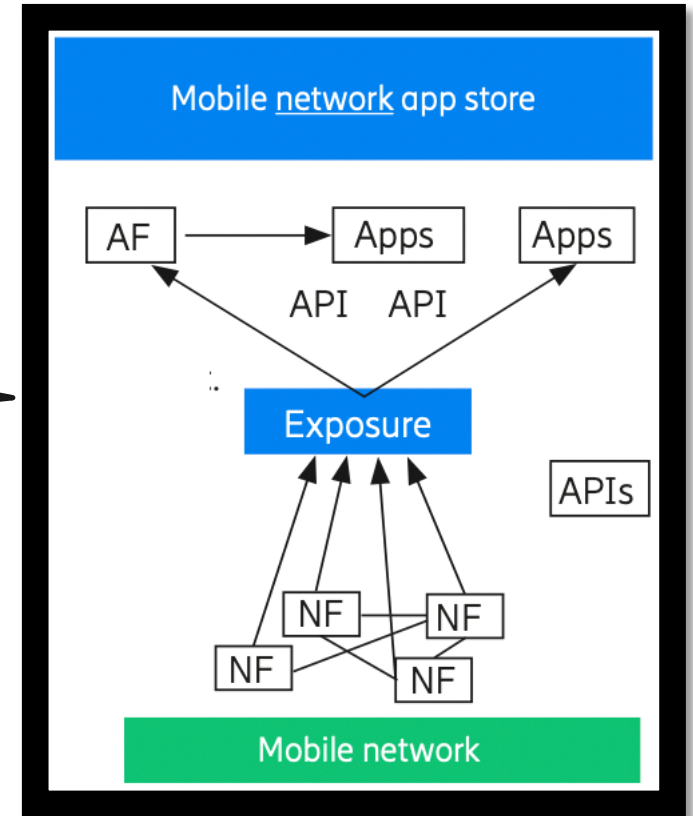 Mobile network app store
AF
Apps
Apps
API
API
Exposure
APIs
NF
NF
NF
NF
Mobile network